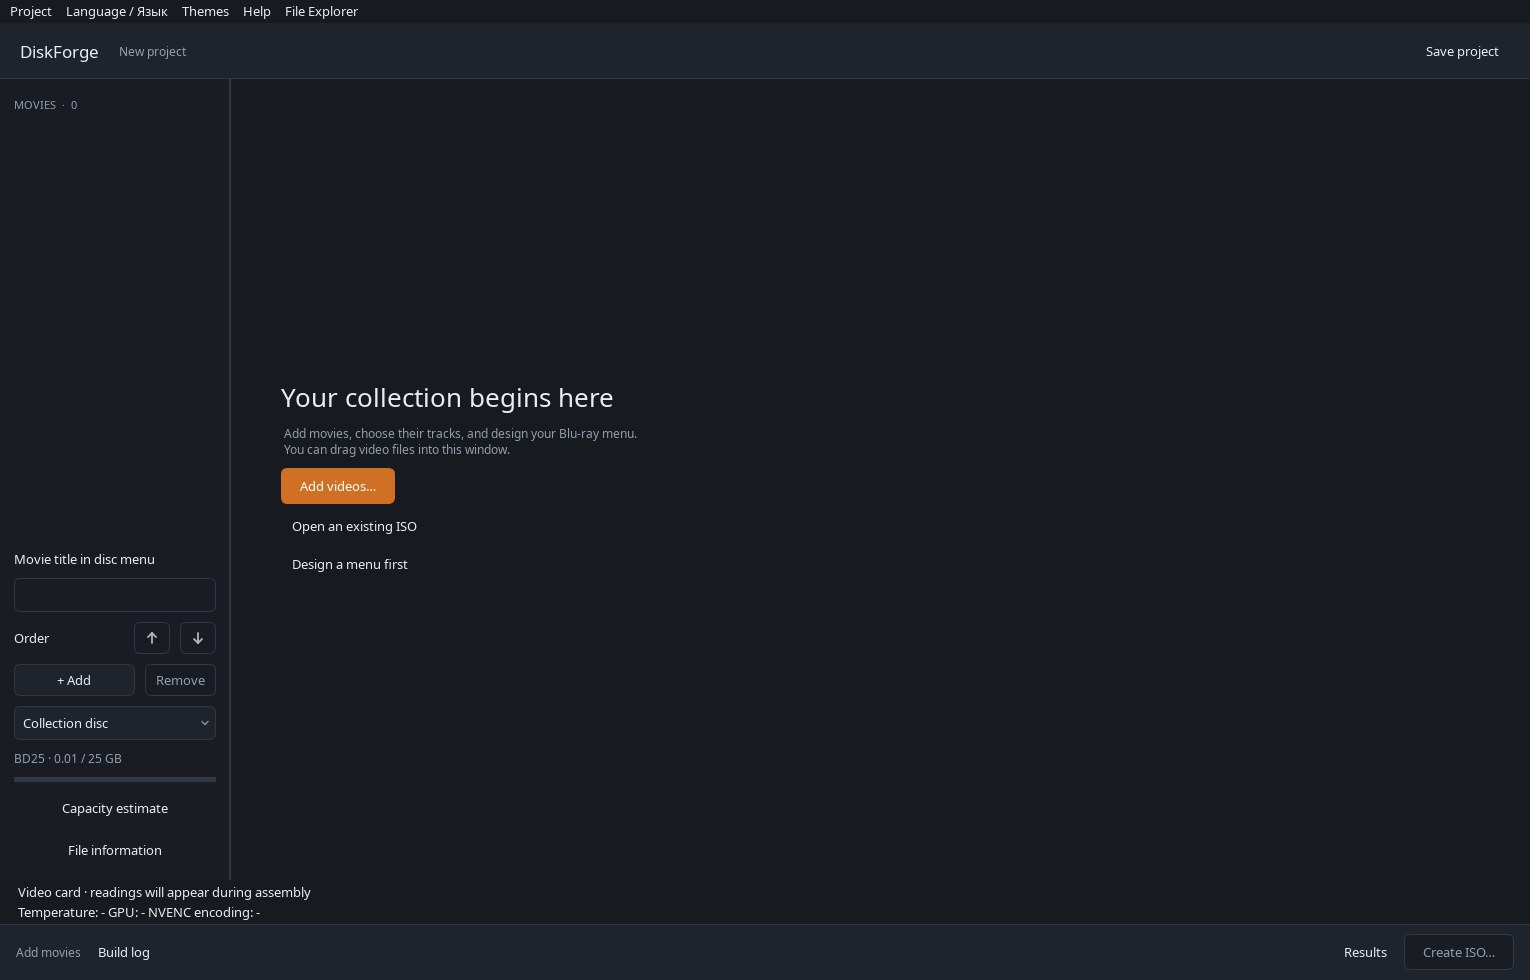 Project Language / Язык Themes Help File Explorer
DiskForge New project Save project
MOVIES · 0
Your collection begins here
Add movies, choose their tracks, and design your Blu-ray menu.
You can drag video files into this window.
Add videos...
Open an existing ISO
Design a menu first
Movie title in disc menu
Order
+ Add Remove
Collection disc
BD25 · 0.01 / 25 GB
Capacity estimate
File information
Video card · readings will appear during assembly
Temperature: - GPU: - NVENC encoding: -
Add movies Build log Results Create ISO...